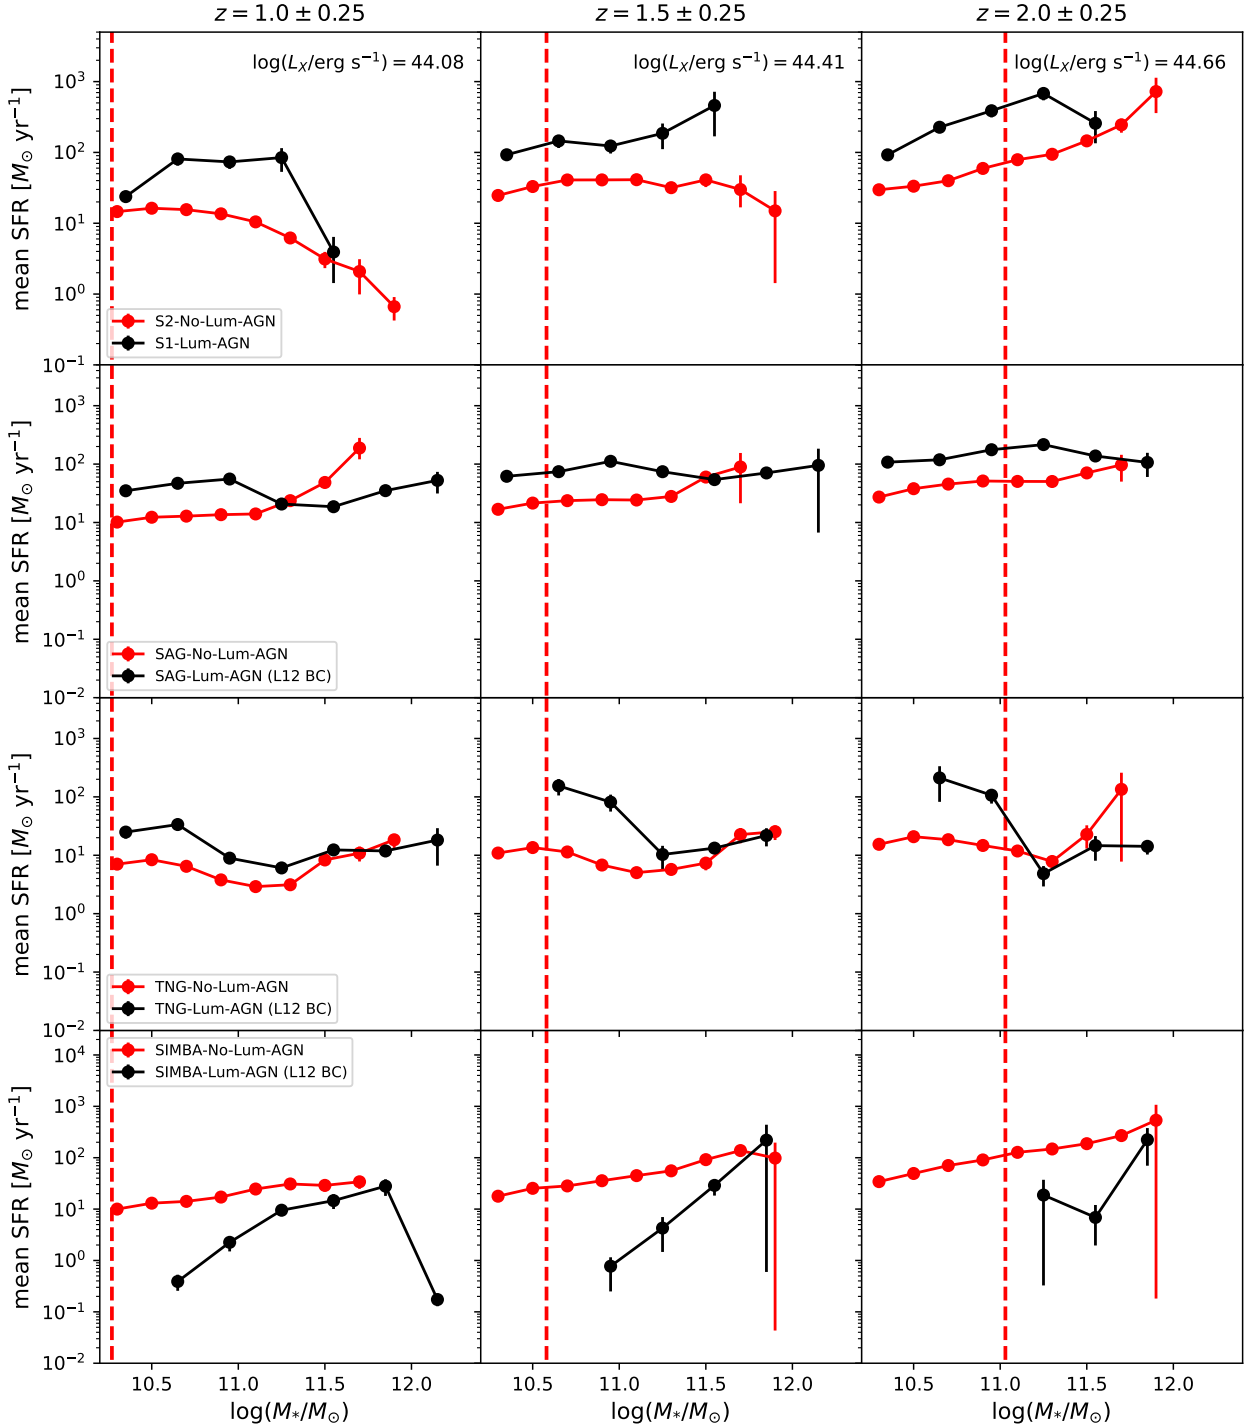 z = 1.0 ± 0.25
z = 1.5 ± 0.25
z = 2.0 ± 0.25
mean SFR [M⊙ yr⁻¹]
10³
10²
10¹
10⁰
10⁻¹
log(L_X/erg s⁻¹) = 44.08
log(L_X/erg s⁻¹) = 44.41
log(L_X/erg s⁻¹) = 44.66
S2-No-Lum-AGN
S1-Lum-AGN
mean SFR [M⊙ yr⁻¹]
10³
10²
10¹
10⁰
10⁻¹
10⁻²
SAG-No-Lum-AGN
SAG-Lum-AGN (L12 BC)
mean SFR [M⊙ yr⁻¹]
10³
10²
10¹
10⁰
10⁻¹
10⁻²
TNG-No-Lum-AGN
TNG-Lum-AGN (L12 BC)
mean SFR [M⊙ yr⁻¹]
10⁴
10³
10²
10¹
10⁰
10⁻¹
10⁻²
SIMBA-No-Lum-AGN
SIMBA-Lum-AGN (L12 BC)
10.5 11.0 11.5 12.0
10.5 11.0 11.5 12.0
10.5 11.0 11.5 12.0
log(M_*/M⊙)
log(M_*/M⊙)
log(M_*/M⊙)